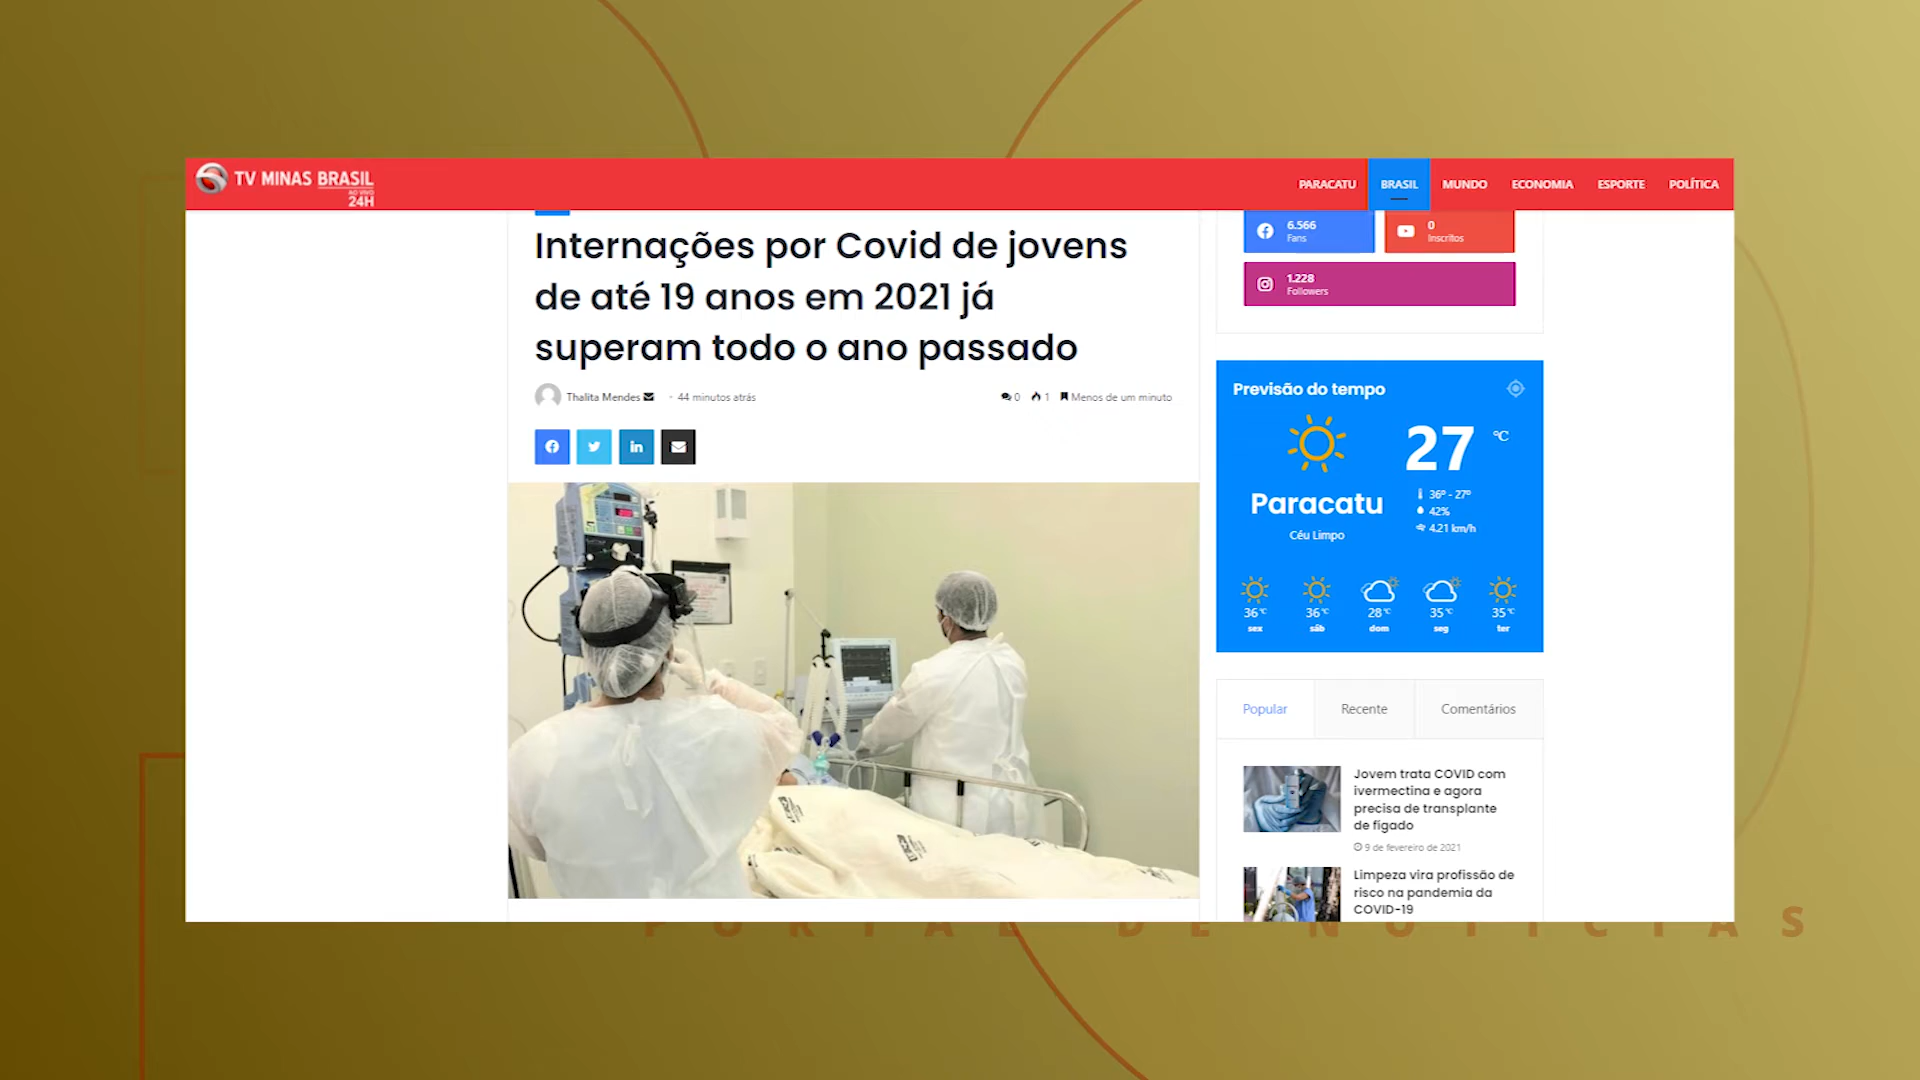 TV MINAS BRASIL
AO VIVO
24H
PARACATU
BRASIL
MUNDO
ECONOMIA
ESPORTE
POLÍTICA
Internações por Covid de jovens
de até 19 anos em 2021 já
superam todo o ano passado
Thalita Mendes
44 minutos atrás
0
1
Menos de um minuto
6.566
Fans
0
Inscritos
1.228
Followers
Previsão do tempo
27 °C
Paracatu
Céu Limpo
36º - 27º
42%
4.21 km/h
36 °C
36 °C
28 °C
35 °C
35 °C
sex
sáb
dom
seg
ter
Popular
Recente
Comentários
Jovem trata COVID com
ivermectina e agora
precisa de transplante
de fígado
9 de fevereiro de 2021
Limpeza vira profissão de
risco na pandemia da
COVID-19
PORTAL DE NOTÍCIAS